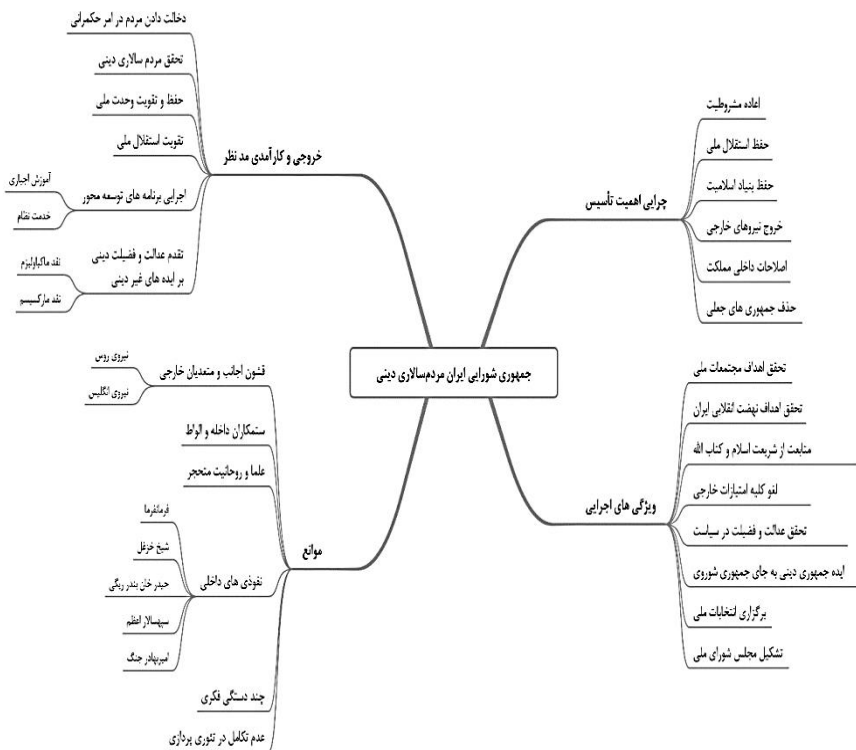 جمهوری شورایی ایران مردم‌سالاری دینی
چرایی اهمیت تأسیس
اعاده مشروطیت
حفظ استقلال ملی
حفظ بنیاد اسلامیت
خروج نیروهای خارجی
اصلاحات داخلی مملکت
حذف جمهوری های جعلی
ویژگی های اجرایی
تحقق اهداف مجتمعات ملی
تحقق اهداف نهضت انقلابی ایران
متابعت از شریعت اسلام و کتاب الله
لغو کلیه امتیازات خارجی
تحقق عدالت و فضیلت در سیاست
ایده جمهوری دینی به جای جمهوری شوروی
برگزاری انتخابات ملی
تشکیل مجلس شورای ملی
خروجی و کارآمدی مد نظر
دخالت دادن مردم در امر حکمرانی
تحقق مردم سالاری دینی
حفظ و تقویت وحدت ملی
تقویت استقلال ملی
اجرایی برنامه های توسعه محور
آموزش اجباری
خدمت نظام
تقدم عدالت و فضیلت دینی
بر ایده های غیر دینی
نقد ماکیاولیزم
نقد مارکسیسم
موانع
قشون اجانب و متعدیان خارجی
نیروی روس
نیروی انگلیس
ستمکاران داخله و الواط
علما و روحانیت متحجر
نفوذی های داخلی
فرمانفرما
شیخ خزعل
حیدر خان بندر ریگی
سپهسالار اعظم
امیربهادر جنگ
چند دستگی فکری
عدم تکامل در تئوری پردازی